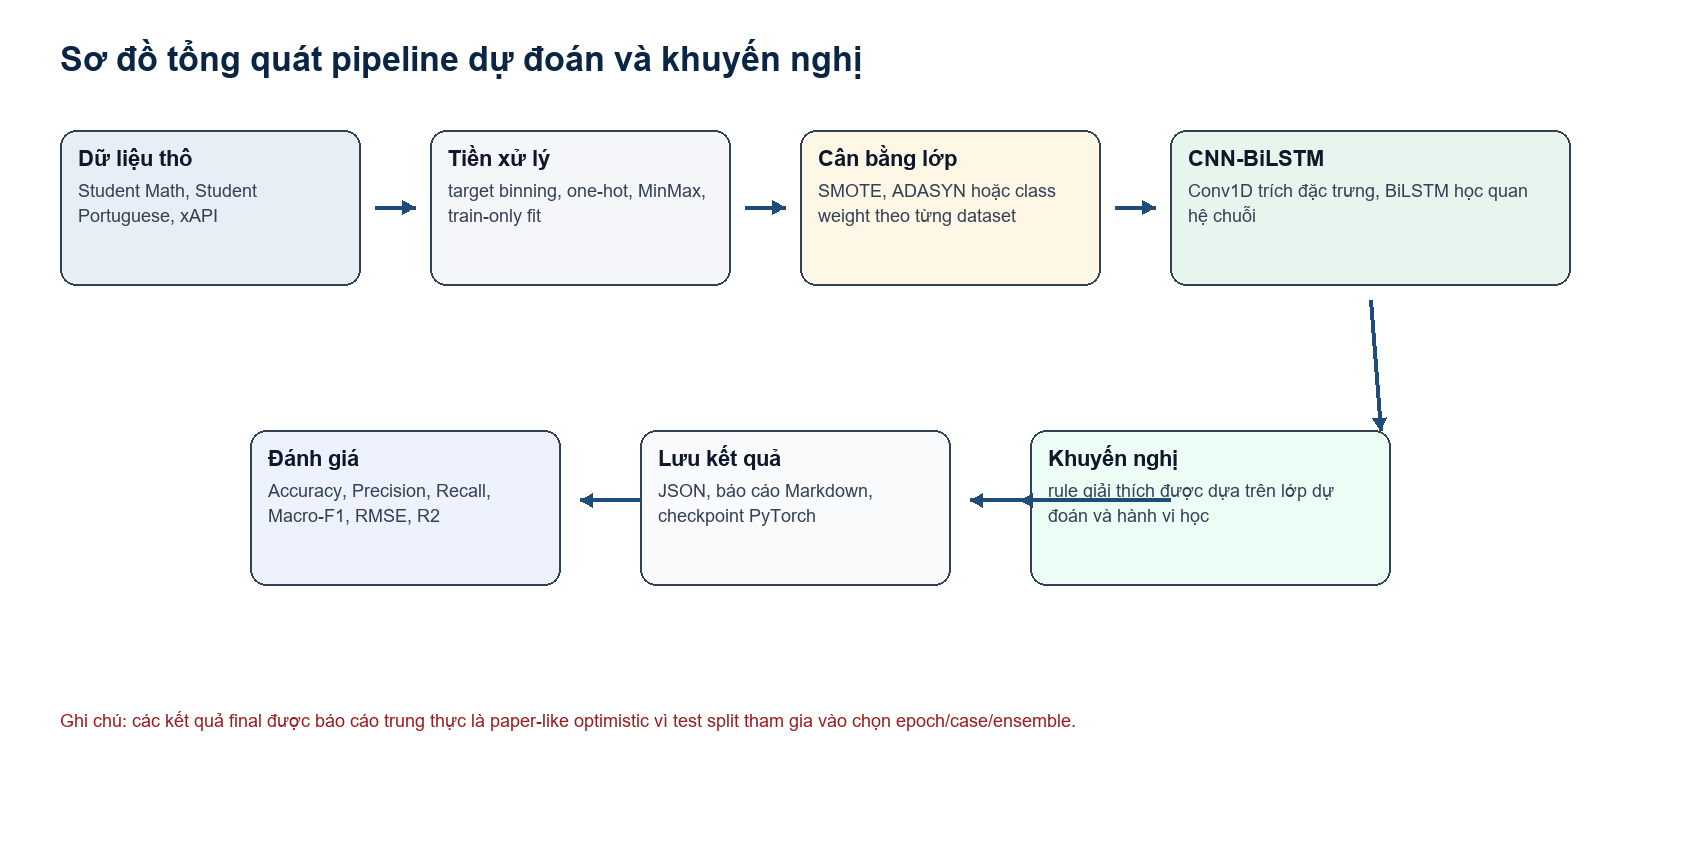 Sơ đồ tổng quát pipeline dự đoán và khuyến nghị
Dữ liệu thô
Student Math, Student
Portuguese, xAPI
Tiền xử lý
target binning, one-hot, MinMax,
train-only fit
Cân bằng lớp
SMOTE, ADASYN hoặc class
weight theo từng dataset
CNN-BiLSTM
Conv1D trích đặc trưng, BiLSTM học quan
hệ chuỗi
Đánh giá
Accuracy, Precision, Recall,
Macro-F1, RMSE, R2
Lưu kết quả
JSON, báo cáo Markdown,
checkpoint PyTorch
Khuyến nghị
rule giải thích được dựa trên lớp dự
đoán và hành vi học
Ghi chú: các kết quả final được báo cáo trung thực là paper-like optimistic vì test split tham gia vào chọn epoch/case/ensemble.